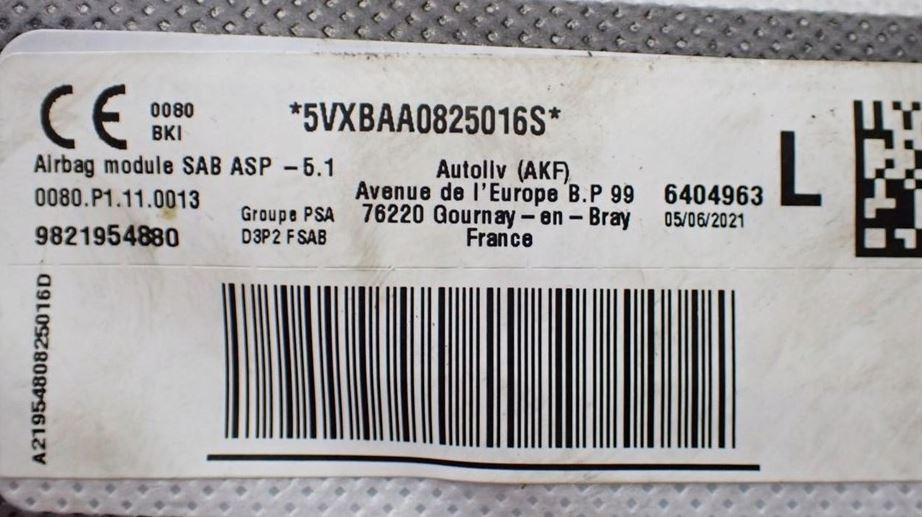 CE 0080
BKI
*5VXBAA0825016S*
Airbag module SAB ASP – 5.1
0080.P1.11.0013
9821954880
Groupe PSA
D3P2 FSAB
Autoliv (AKF)
Avenue de l'Europe B.P 99
76220 Gournay – en – Bray
France
6404963
05/06/2021
L
A2195480825016D